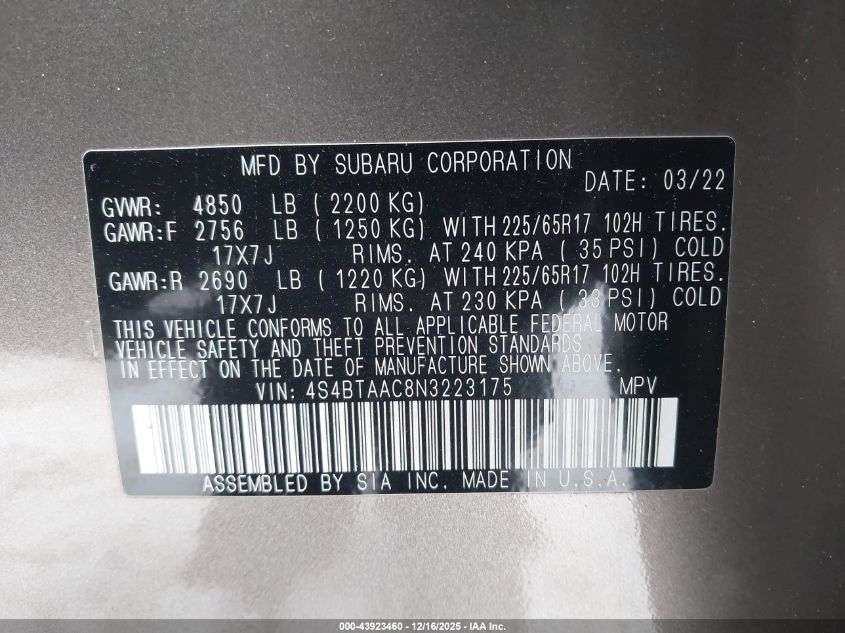 MFD BY SUBARU CORPORATION
DATE: 03/22
GVWR: 4850 LB ( 2200 KG)
GAWR:F 2756 LB ( 1250 KG) WITH 225/65R17 102H TIRES.
17X7J RIMS. AT 240 KPA ( 35 PSI) COLD
GAWR:R 2690 LB ( 1220 KG) WITH 225/65R17 102H TIRES.
17X7J RIMS. AT 230 KPA ( 33 PSI) COLD
THIS VEHICLE CONFORMS TO ALL APPLICABLE FEDERAL MOTOR
VEHICLE SAFETY AND THEFT PREVENTION STANDARDS
IN EFFECT ON THE DATE OF MANUFACTURE SHOWN ABOVE.
VIN: 4S4BTAAC8N3223175 MPV
ASSEMBLED BY SIA INC. MADE IN U.S.A.
000-43923460 - 12/16/2025 - IAA Inc.